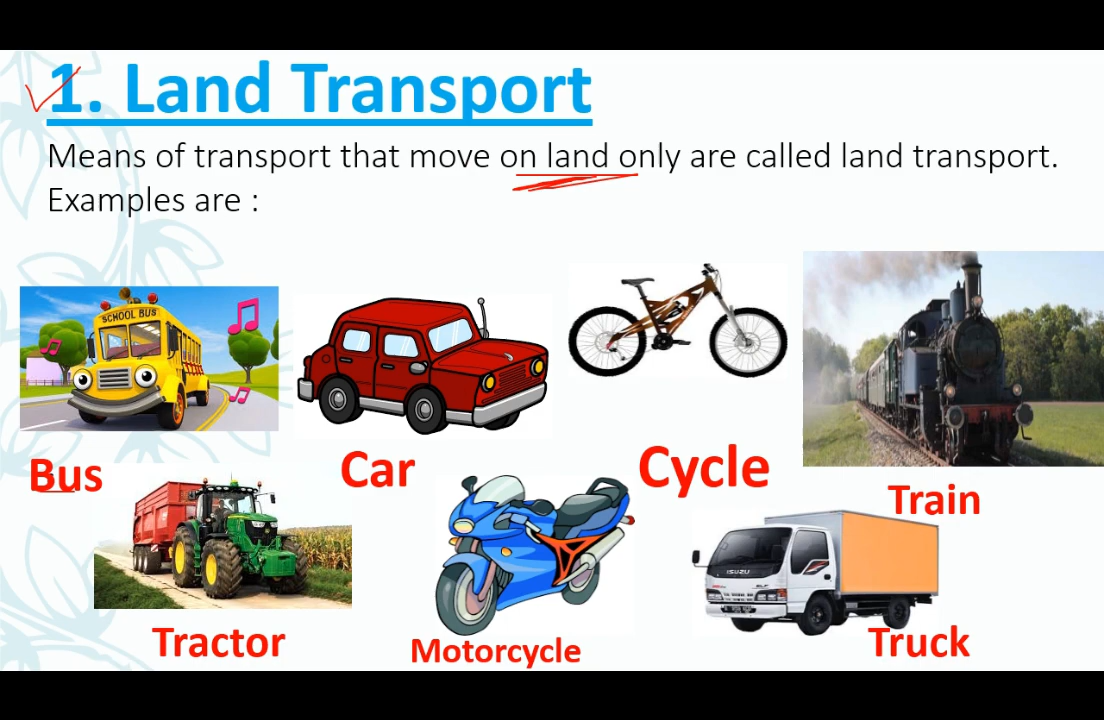 1. Land Transport
Means of transport that move on land only are called land transport.
Examples are :
SCHOOL BUS
Bus
Car
Cycle
Train
ISUZU
Tractor
Motorcycle
Truck